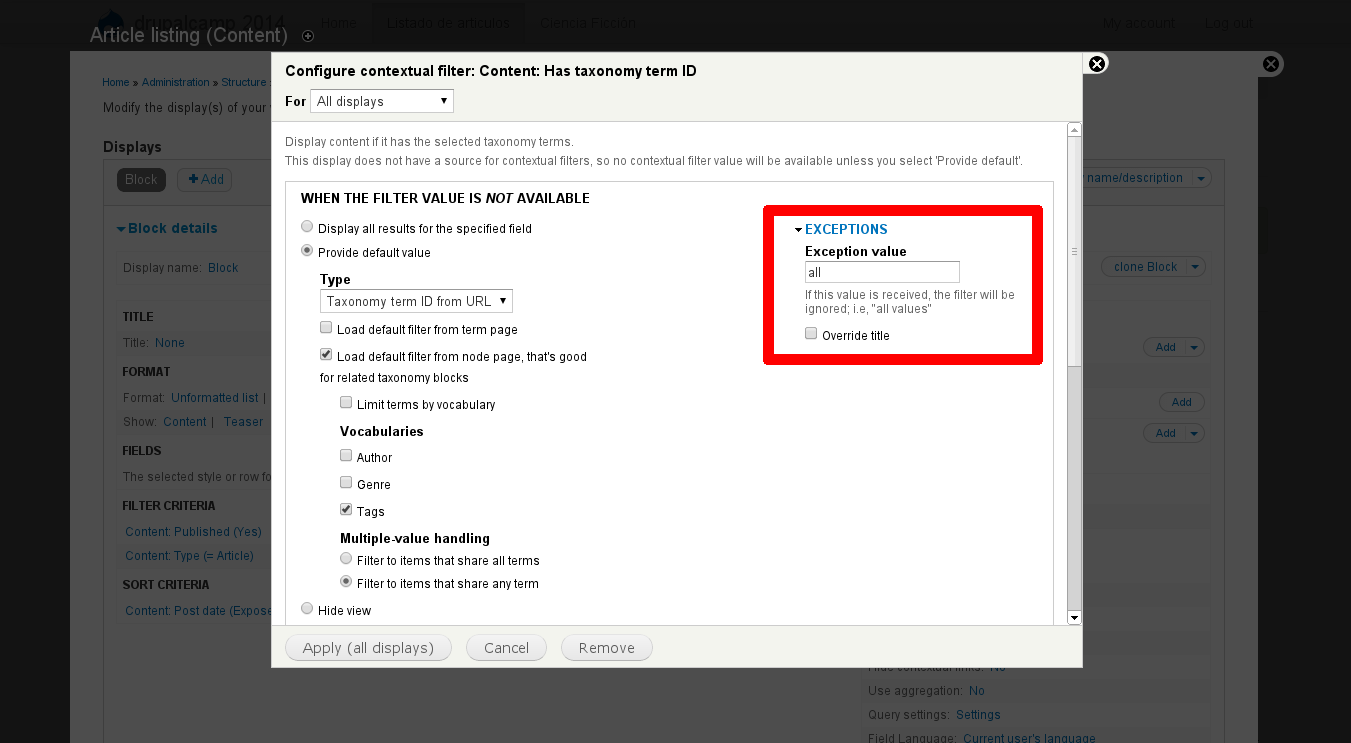 drupalcamp 2014
Home
Listado de artículos
Ciencia Ficción
My account
Log out
Article listing (Content)
Home » Administration » Structure
Modify the display(s) of your
Displays
Block
Add
name/description
Block details
Display name: Block
clone Block
TITLE
Title: None
FORMAT
Format: Unformatted list |
Show: Content | Teaser
FIELDS
The selected style or row fo
FILTER CRITERIA
Content: Published (Yes)
Content: Type (= Article)
SORT CRITERIA
Content: Post date (Expose
Add
Add
Add
Configure contextual filter: Content: Has taxonomy term ID
For All displays
Display content if it has the selected taxonomy terms.
This display does not have a source for contextual filters, so no contextual filter value will be available unless you select 'Provide default'.
WHEN THE FILTER VALUE IS NOT AVAILABLE
Display all results for the specified field
Provide default value
Type
Taxonomy term ID from URL
Load default filter from term page
Load default filter from node page, that's good
for related taxonomy blocks
Limit terms by vocabulary
Vocabularies
Author
Genre
Tags
Multiple-value handling
Filter to items that share all terms
Filter to items that share any term
Hide view
EXCEPTIONS
Exception value
all
If this value is received, the filter will be
ignored; i.e, "all values"
Override title
Apply (all displays)
Cancel
Remove
Hide contextual links: No
Use aggregation: No
Query settings: Settings
Field Language: Current user's language